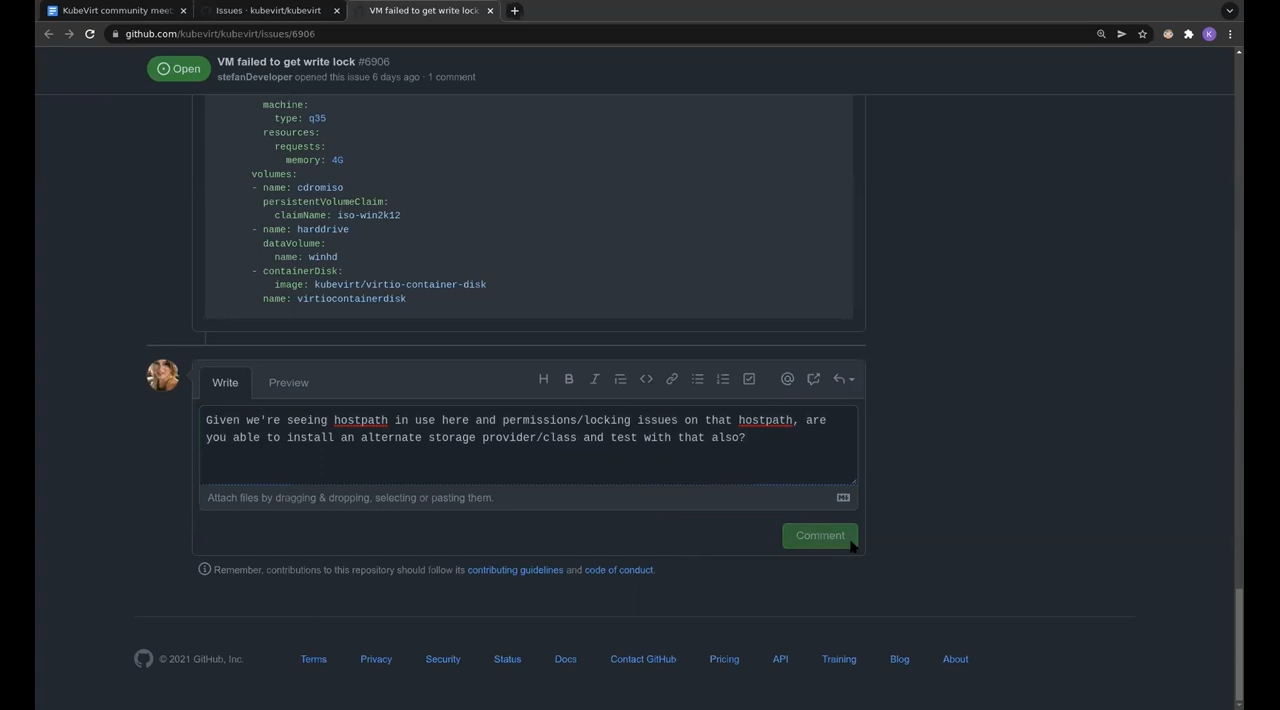 KubeVirt community meet
Issues · kubevirt/kubevirt
VM failed to get write lock
github.com/kubevirt/kubevirt/issues/6906
K
Open
VM failed to get write lock #6906
stefanDeveloper opened this issue 6 days ago · 1 comment
machine:
type: q35
resources:
requests:
memory: 4G
volumes:
- name: cdromiso
persistentVolumeClaim:
claimName: iso-win2k12
- name: harddrive
dataVolume:
name: winhd
- containerDisk:
image: kubevirt/virtio-container-disk
name: virtiocontainerdisk
Write
Preview
Given we're seeing hostpath in use here and permissions/locking issues on that hostpath, are
you able to install an alternate storage provider/class and test with that also?
Attach files by dragging & dropping, selecting or pasting them.
Comment
Remember, contributions to this repository should follow its contributing guidelines and code of conduct.
© 2021 GitHub, Inc.
Terms
Privacy
Security
Status
Docs
Contact GitHub
Pricing
API
Training
Blog
About